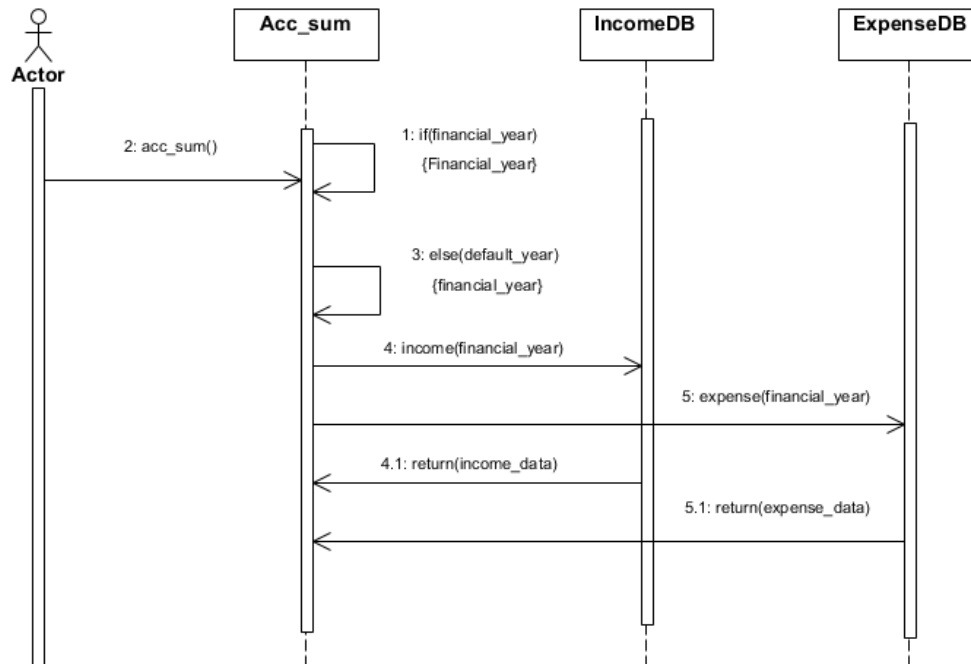 Actor
Acc_sum
IncomeDB
ExpenseDB
1: if(financial_year)
{Financial_year}
2: acc_sum()
3: else(default_year)
{financial_year}
4: income(financial_year)
5: expense(financial_year)
4.1: return(income_data)
5.1: return(expense_data)